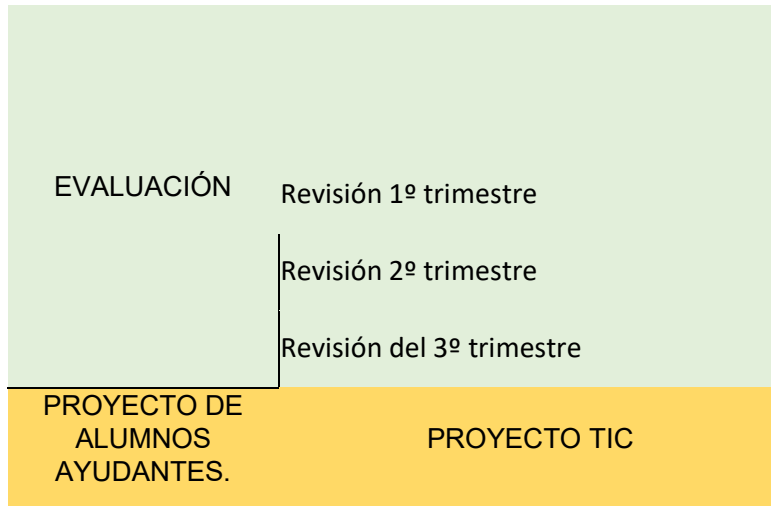 EVALUACIÓN
Revisión 1º trimestre
Revisión 2º trimestre
Revisión del 3º trimestre
PROYECTO DE
ALUMNOS
AYUDANTES.
PROYECTO TIC